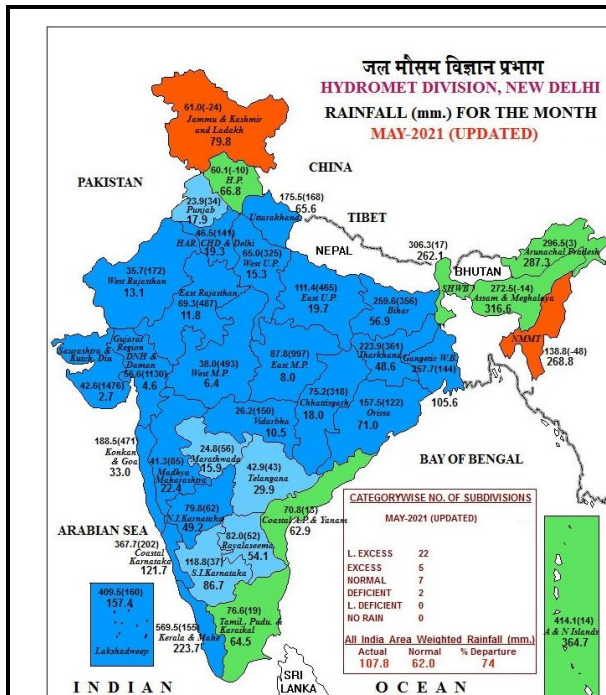 जल मौसम विज्ञान प्रभाग
HYDROMET DIVISION, NEW DELHI
RAINFALL (mm.) FOR THE MONTH
MAY-2021 (UPDATED)
61.0(-24)
Jammu & Kashmir
and Ladakh
79.8
CHINA
60.1(-10)
H.P.
66.8
PAKISTAN
23.9(34)
Punjab
17.9
175.5(168)
Uttarakhand
65.6
TIBET
46.5(141)
HAR. CHD & Delhi
19.3
NEPAL
65.0(325)
West U.P.
15.3
306.3(17)
262.1
SHWB
BHUTAN
296.5(3)
Arunachal Pradesh
287.3
35.7(172)
West Rajasthan
13.1
East Rajasthan
69.3(487)
11.8
111.4(465)
East U.P.
19.7
259.6(356)
Bihar
56.9
272.5(-14)
Assam & Meghalaya
316.6
NMMT
138.8(-48)
268.8
Saurashtra &
Kutch, Diu
42.6(1476)
2.7
Gujarat
Region
DNH &
Daman
56.6(1130)
4.6
38.0(493)
West M.P.
6.4
87.8(997)
East M.P.
8.0
223.9(361)
Jharkhand
48.6
Gangetic W.B.
257.7(144)
105.6
75.2(318)
Chhattisgarh
18.0
157.5(122)
Orissa
71.0
26.2(150)
Vidarbha
10.5
188.5(471)
Konkan
& Goa
33.0
24.8(56)
Marathwada
15.9
41.3(85)
Madhya
Maharashtra
22.4
42.9(43)
Telangana
29.9
BAY OF BENGAL
79.8(62)
N.I.Karnataka
49.2
70.8(13)
Coastal A.P & Yanam
62.9
ARABIAN SEA
367.7(202)
Coastal
Karnataka
121.7
82.0(52)
Rayalaseema
54.1
118.8(37)
S.I.Karnataka
86.7
CATEGORYWISE NO. OF SUBDIVISIONS
MAY-2021 (UPDATED)
L. EXCESS 22
EXCESS 5
NORMAL 7
DEFICIENT 2
L. DEFICIENT 0
NO RAIN 0
All India Area Weighted Rainfall (mm.)
Actual Normal % Departure
107.8 62.0 74
409.5(160)
157.4
Lakshadweep
569.5(155)
Kerala & Mahe
223.7
76.6(19)
Tamil, Pudu. &
Karaikal
64.5
414.1(14)
A & N Islands
364.7
SRI
LANKA
INDIAN OCEAN